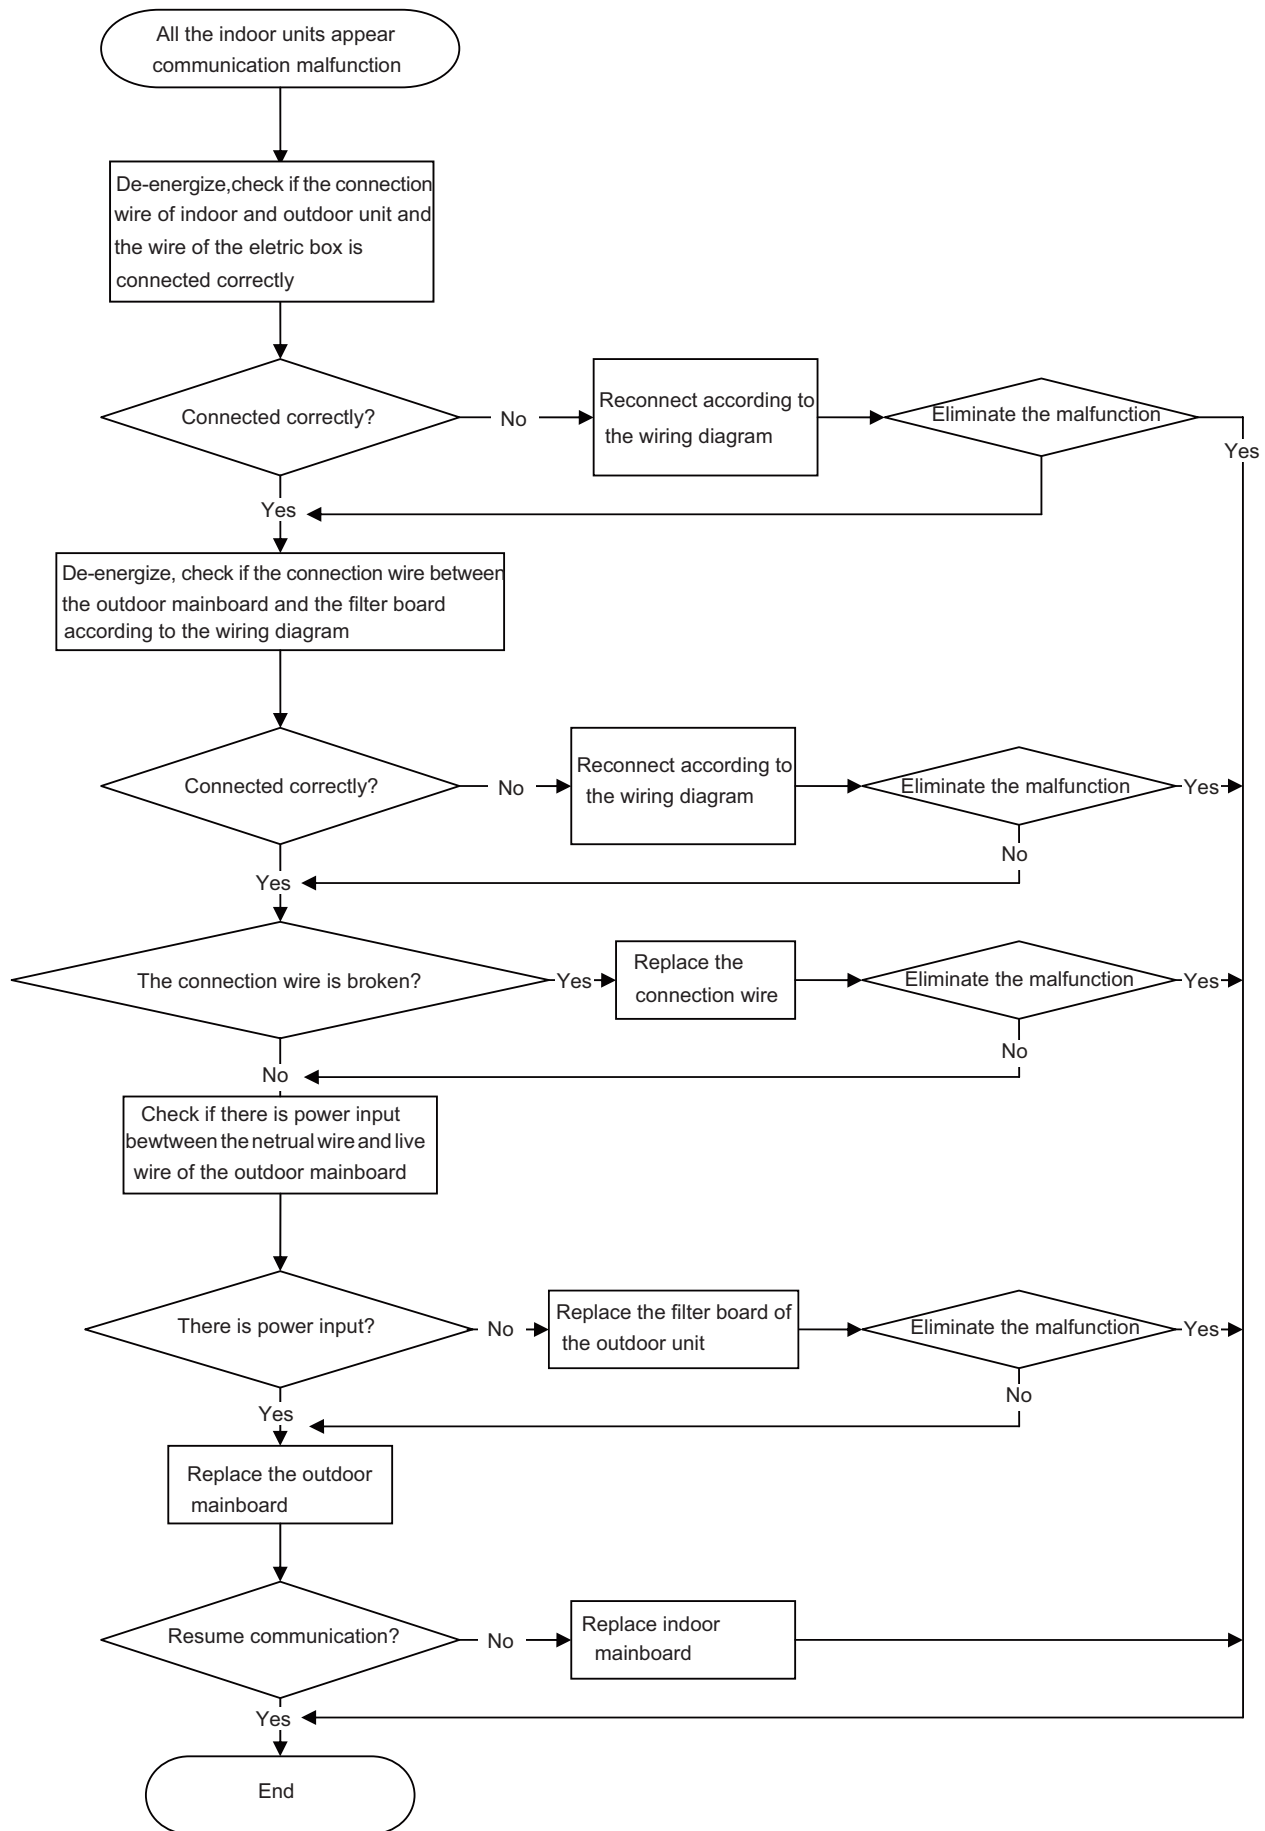 All the indoor units appear
communication malfunction
De-energize,check if the connection
wire of indoor and outdoor unit and
the wire of the eletric box is
connected correctly
Connected correctly?
No
Reconnect according to
the wiring diagram
Eliminate the malfunction
Yes
Yes
De-energize, check if the connection wire between
the outdoor mainboard and the filter board
according to the wiring diagram
Connected correctly?
No
Reconnect according to
the wiring diagram
Eliminate the malfunction
Yes
No
Yes
The connection wire is broken?
Yes
Replace the
connection wire
Eliminate the malfunction
Yes
No
No
Check if there is power input
bewtween the netrual wire and live
wire of the outdoor mainboard
There is power input?
No
Replace the filter board of
the outdoor unit
Eliminate the malfunction
Yes
No
Yes
Replace the outdoor
mainboard
Resume communication?
No
Replace indoor
mainboard
Yes
End